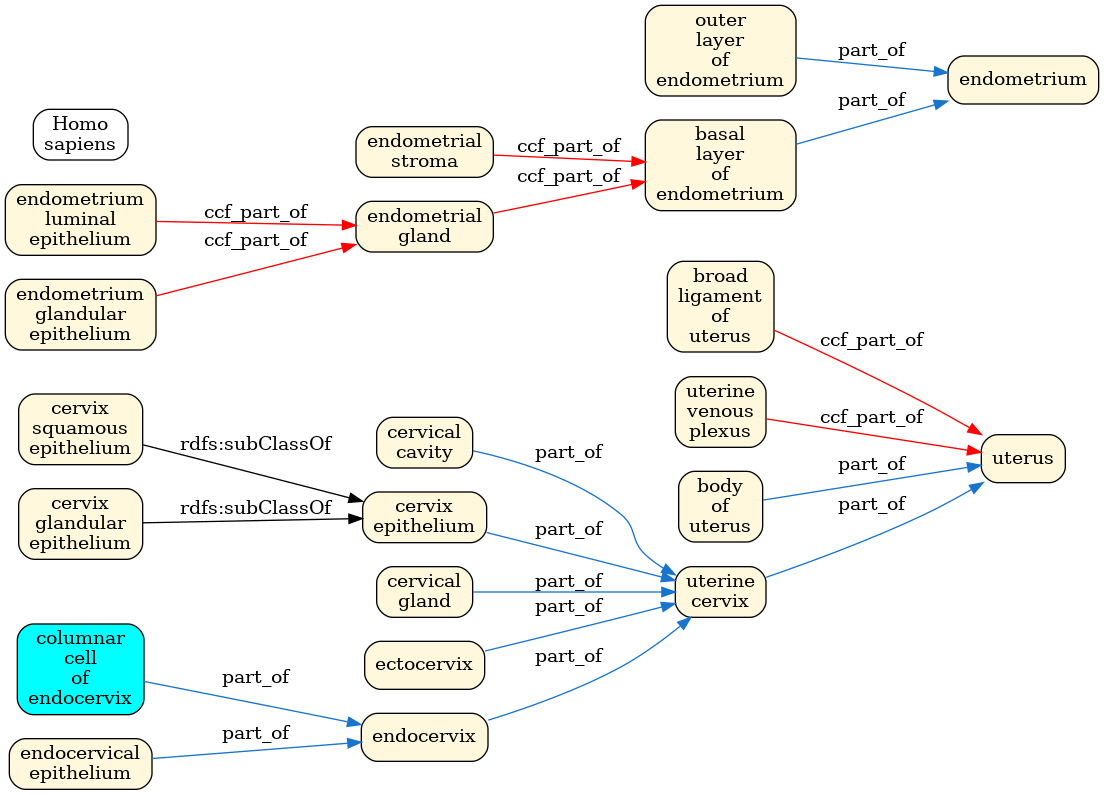 outer
layer
of
endometrium
part_of
endometrium
part_of
Homo
sapiens
endometrial
stroma
ccf_part_of
basal
layer
of
endometrium
ccf_part_of
endometrium
luminal
epithelium
ccf_part_of
endometrial
gland
ccf_part_of
endometrium
glandular
epithelium
broad
ligament
of
uterus
ccf_part_of
uterine
venous
plexus
ccf_part_of
uterus
body
of
uterus
part_of
part_of
cervix
squamous
epithelium
rdfs:subClassOf
cervical
cavity
part_of
cervix
glandular
epithelium
rdfs:subClassOf
cervix
epithelium
part_of
cervical
gland
part_of
uterine
cervix
part_of
ectocervix
part_of
columnar
cell
of
endocervix
part_of
endocervix
part_of
endocervical
epithelium